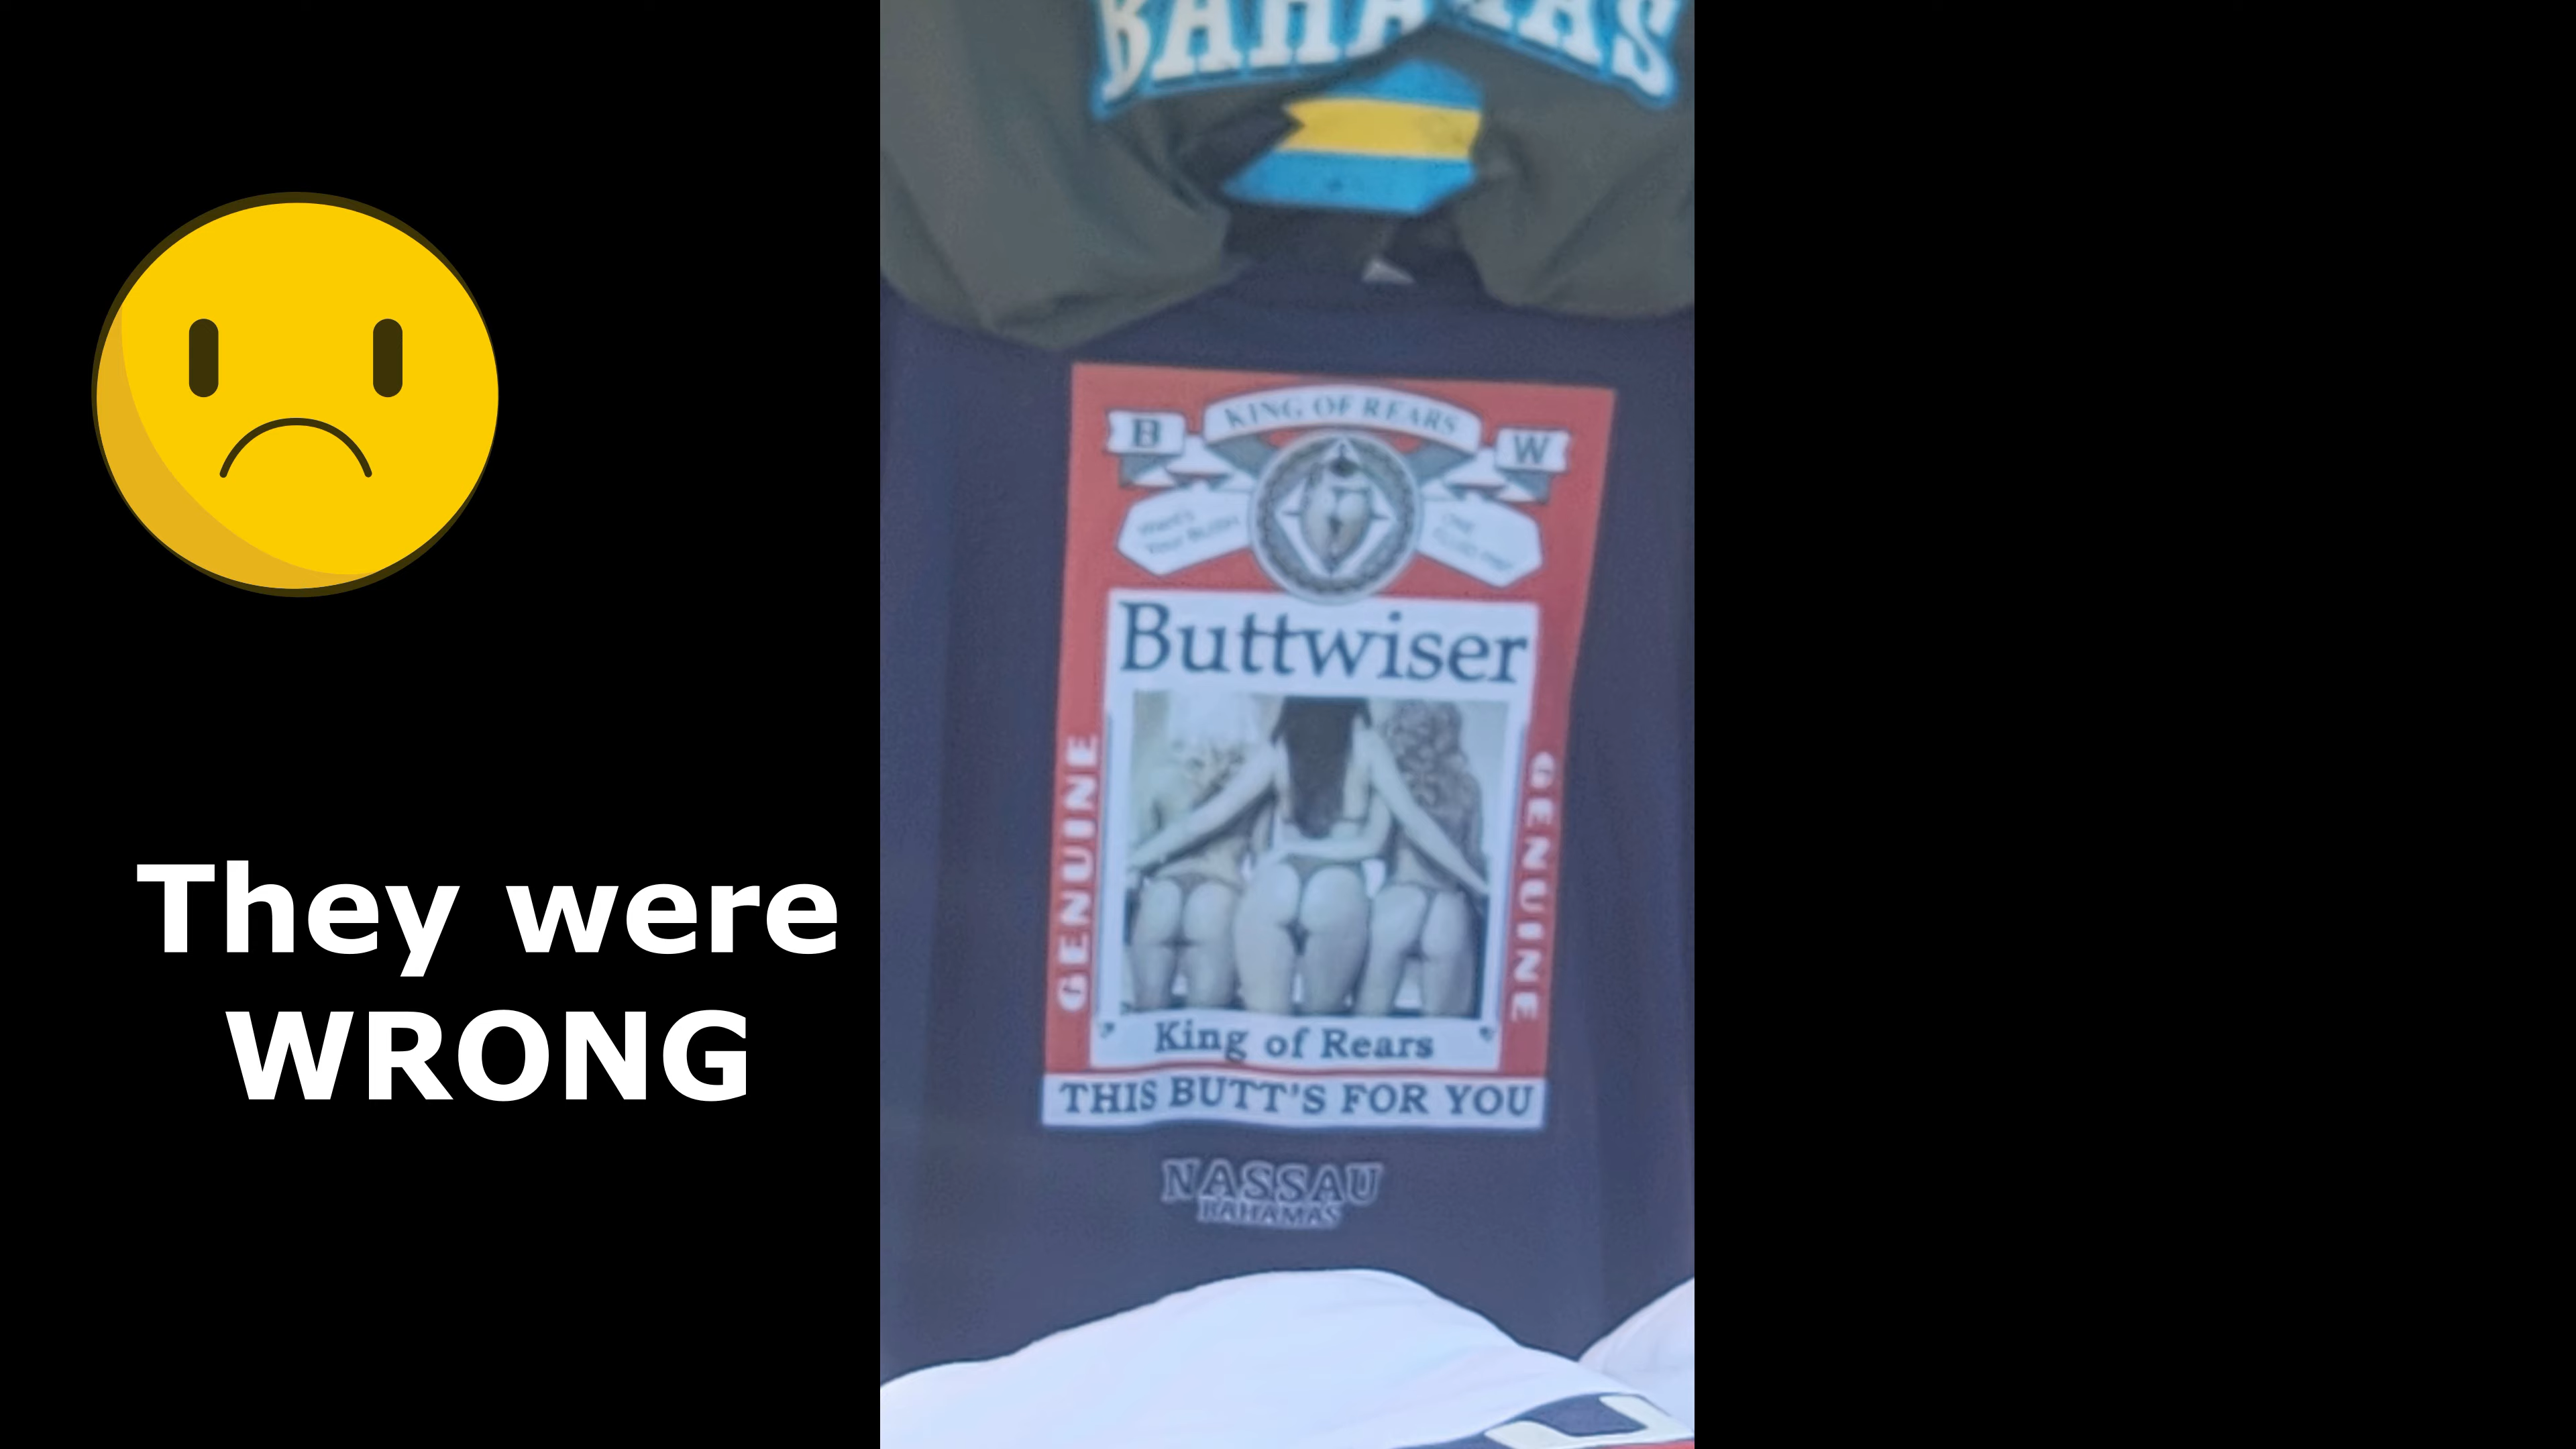 BAHAMAS
KING OF REARS
B
W
Buttwiser
GENUINE
GENUINE
King of Rears
THIS BUTT'S FOR YOU
NASSAU
BAHAMAS
They were
WRONG